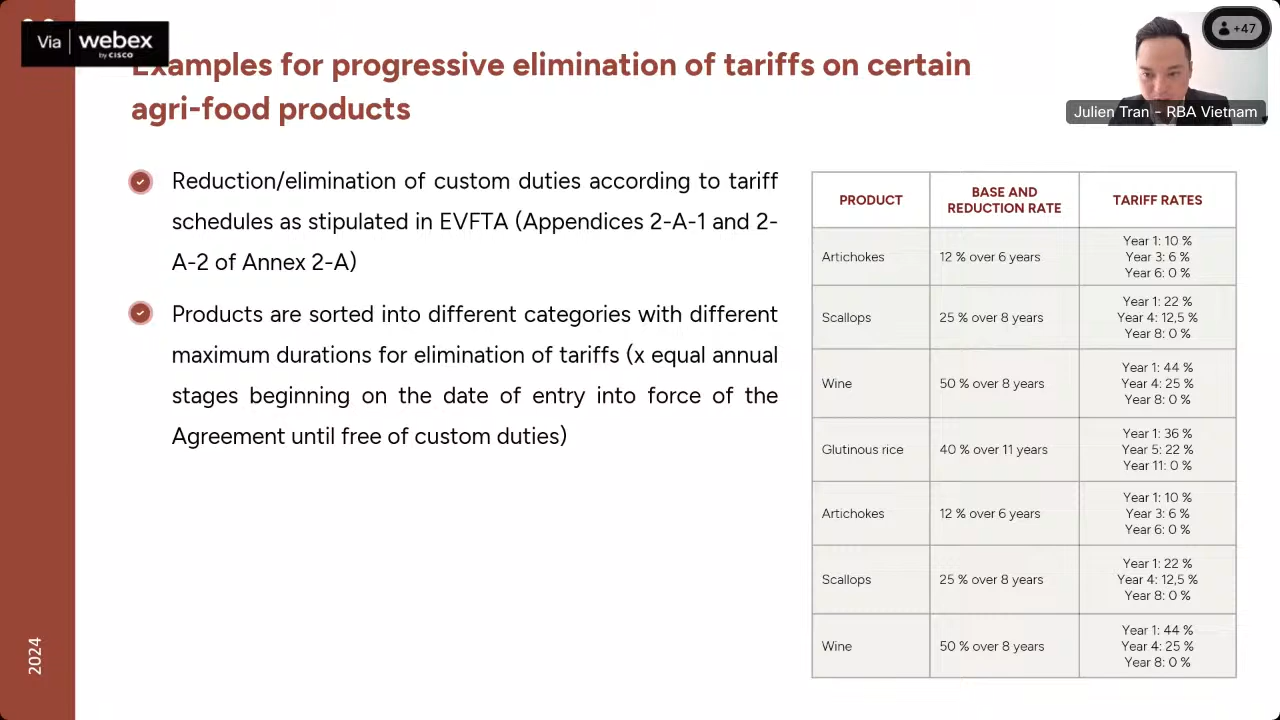 Via webex
by CISCO
Examples for progressive elimination of tariffs on certain
agri-food products
+47
Julien Tran - RBA Vietnam
Reduction/elimination of custom duties according to tariff
schedules as stipulated in EVFTA (Appendices 2-A-1 and 2-
A-2 of Annex 2-A)
Products are sorted into different categories with different
maximum durations for elimination of tariffs (x equal annual
stages beginning on the date of entry into force of the
Agreement until free of custom duties)
PRODUCT
BASE AND
REDUCTION RATE
TARIFF RATES
Artichokes
12 % over 6 years
Year 1: 10 %
Year 3: 6 %
Year 6: 0 %
Scallops
25 % over 8 years
Year 1: 22 %
Year 4: 12,5 %
Year 8: 0 %
Wine
50 % over 8 years
Year 1: 44 %
Year 4: 25 %
Year 8: 0 %
Glutinous rice
40 % over 11 years
Year 1: 36 %
Year 5: 22 %
Year 11: 0 %
Artichokes
12 % over 6 years
Year 1: 10 %
Year 3: 6 %
Year 6: 0 %
Scallops
25 % over 8 years
Year 1: 22 %
Year 4: 12,5 %
Year 8: 0 %
Wine
50 % over 8 years
Year 1: 44 %
Year 4: 25 %
Year 8: 0 %
2024